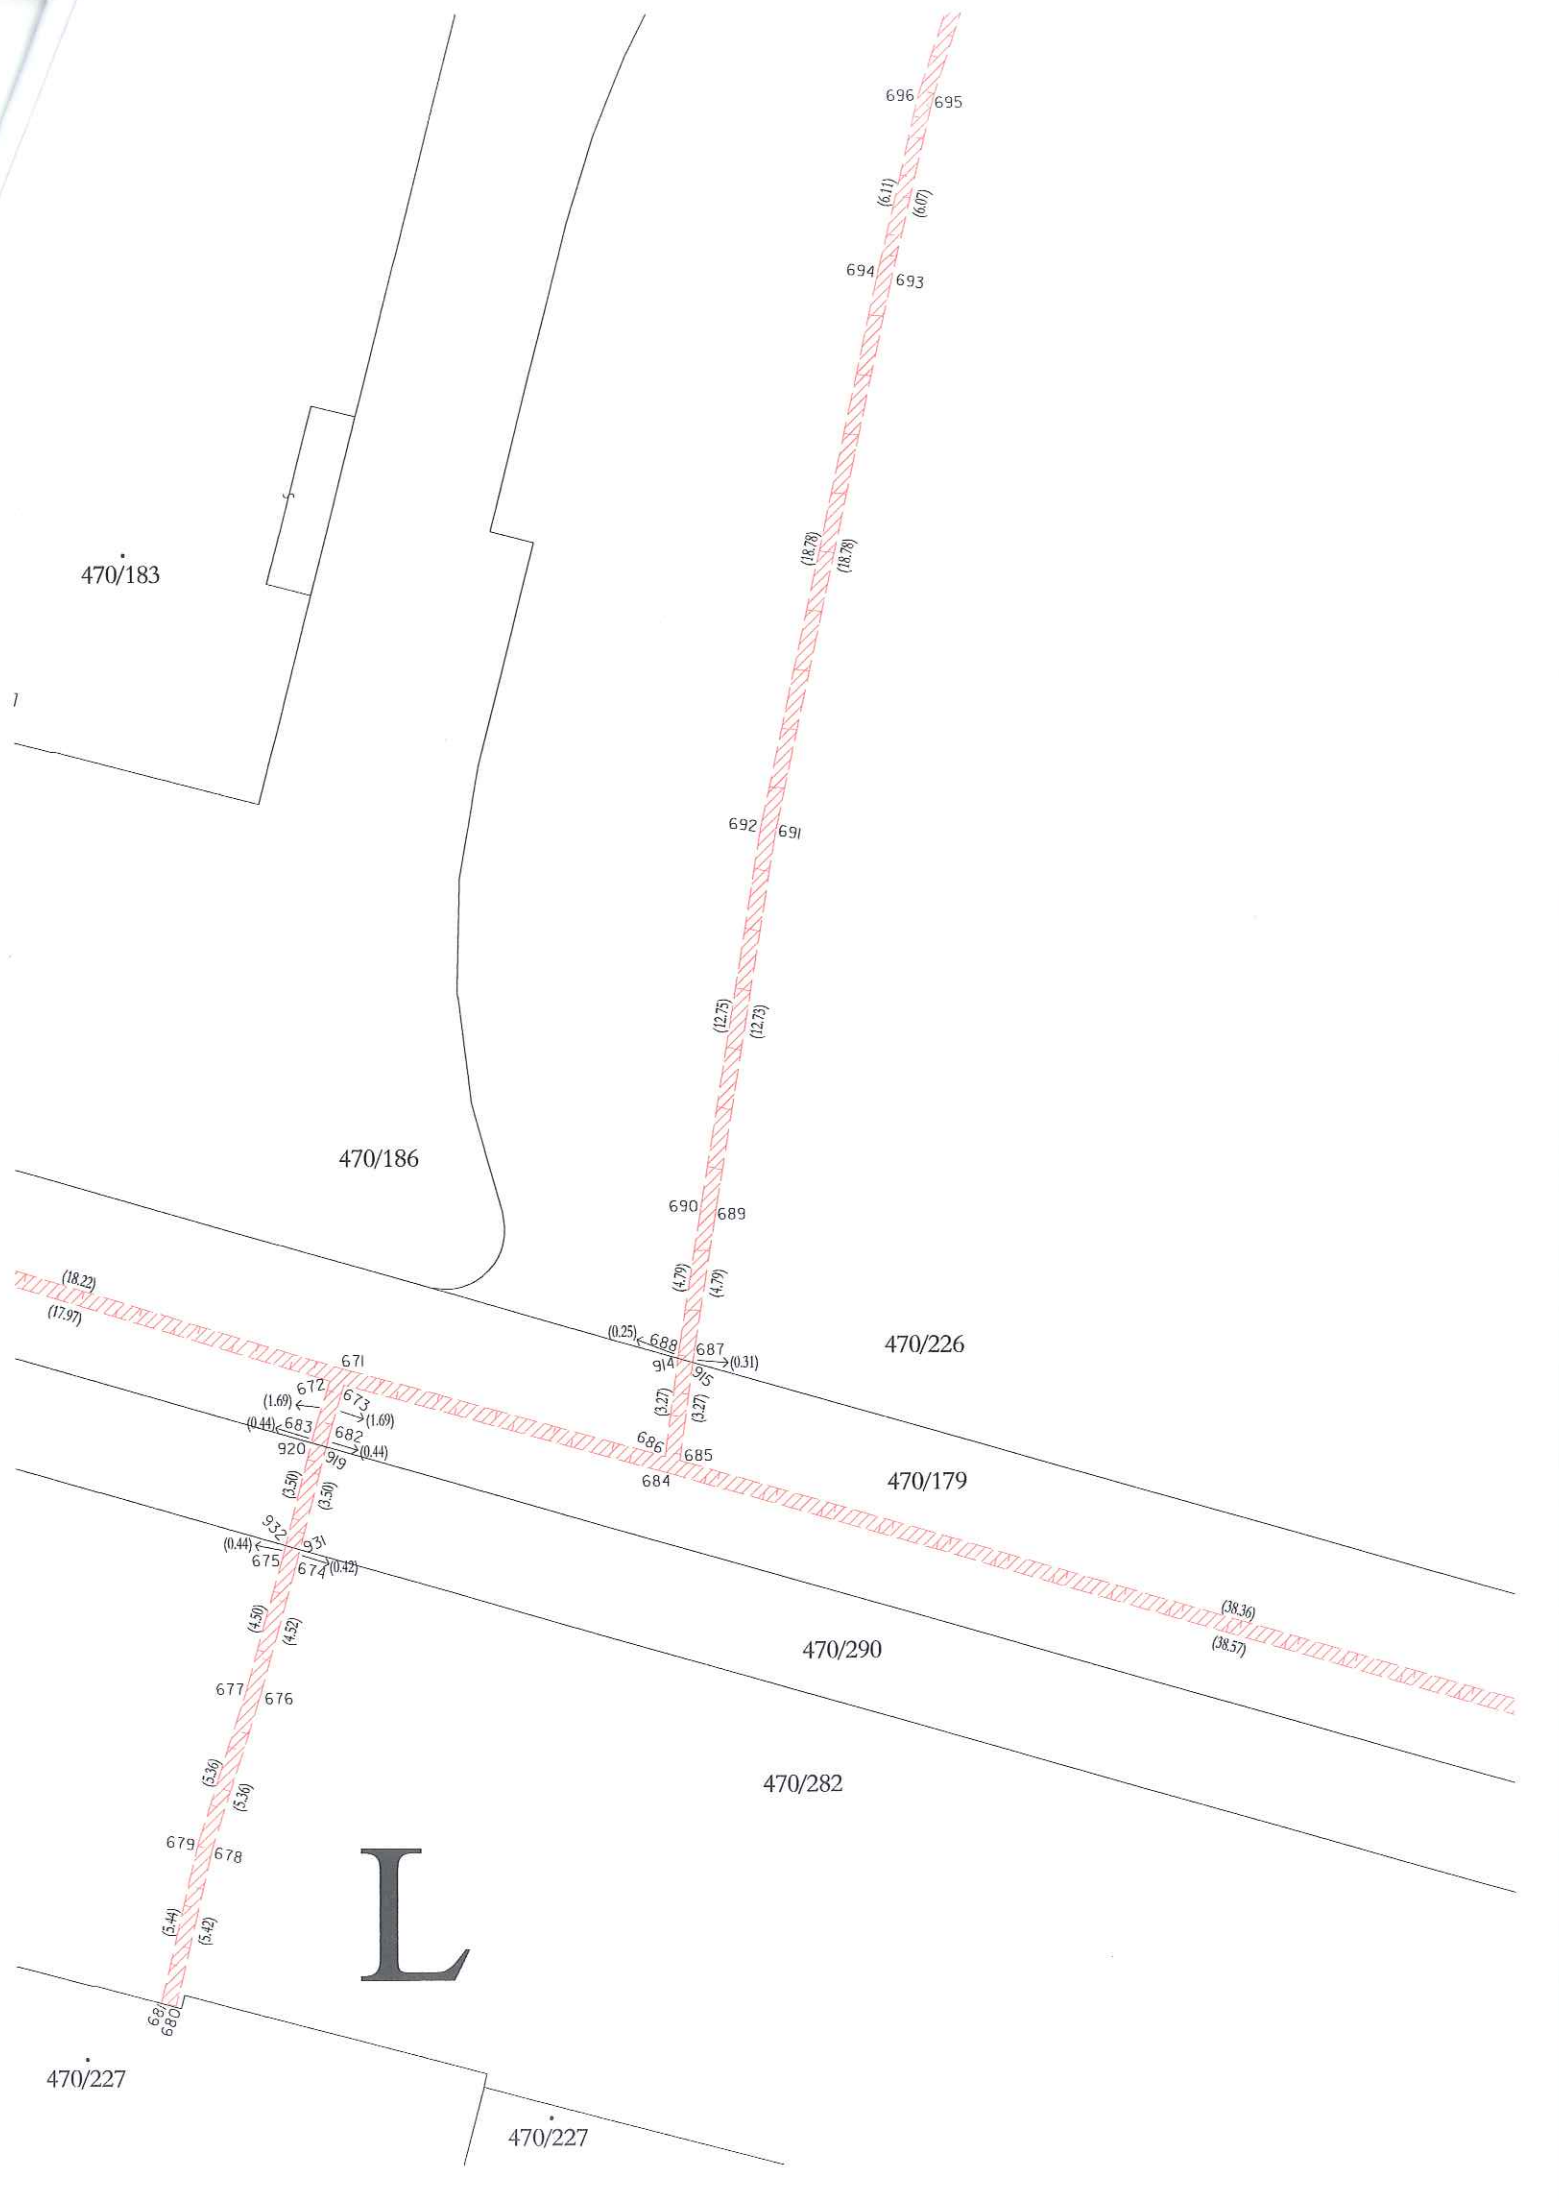 696 695
(6.11) (6.07)
694 693
(18.78) (18.78)
470/183
s
1
692 691
(12.75) (12.73)
470/186
690 689
(18.22) (4.79) (4.79)
(17.97)
(0.25) 688 687 470/226
671 914 915 (0.31)
672 673
(1.69) (1.69) (3.27) (3.27)
(0.44) 683 682 (0.44)
920 919 686 685
684 470/179
(3.50) (3.50)
932 931
(0.44) 675 674 (0.42)
(4.50) (4.52) (38.36)
(38.57)
470/290
677 676
(5.36) (5.36) 470/282
679 678
L
(5.44) (5.42)
681 680
470/227
470/227